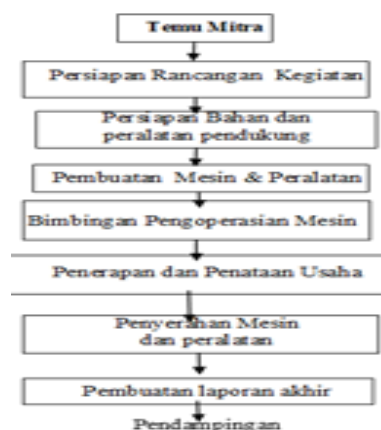 Temu Mitra
Persiapan Rancangan Kegiatan
Persiapan Bahan dan
peralatan pendukung
Pembuatan Mesin & Peralatan
Bimbingan Pengoperasian Mesin
Penerapan dan Penataan Usaha
Penyerahan Mesin
dan peralatan
Pembuatan laporan akhir
Pendampingan